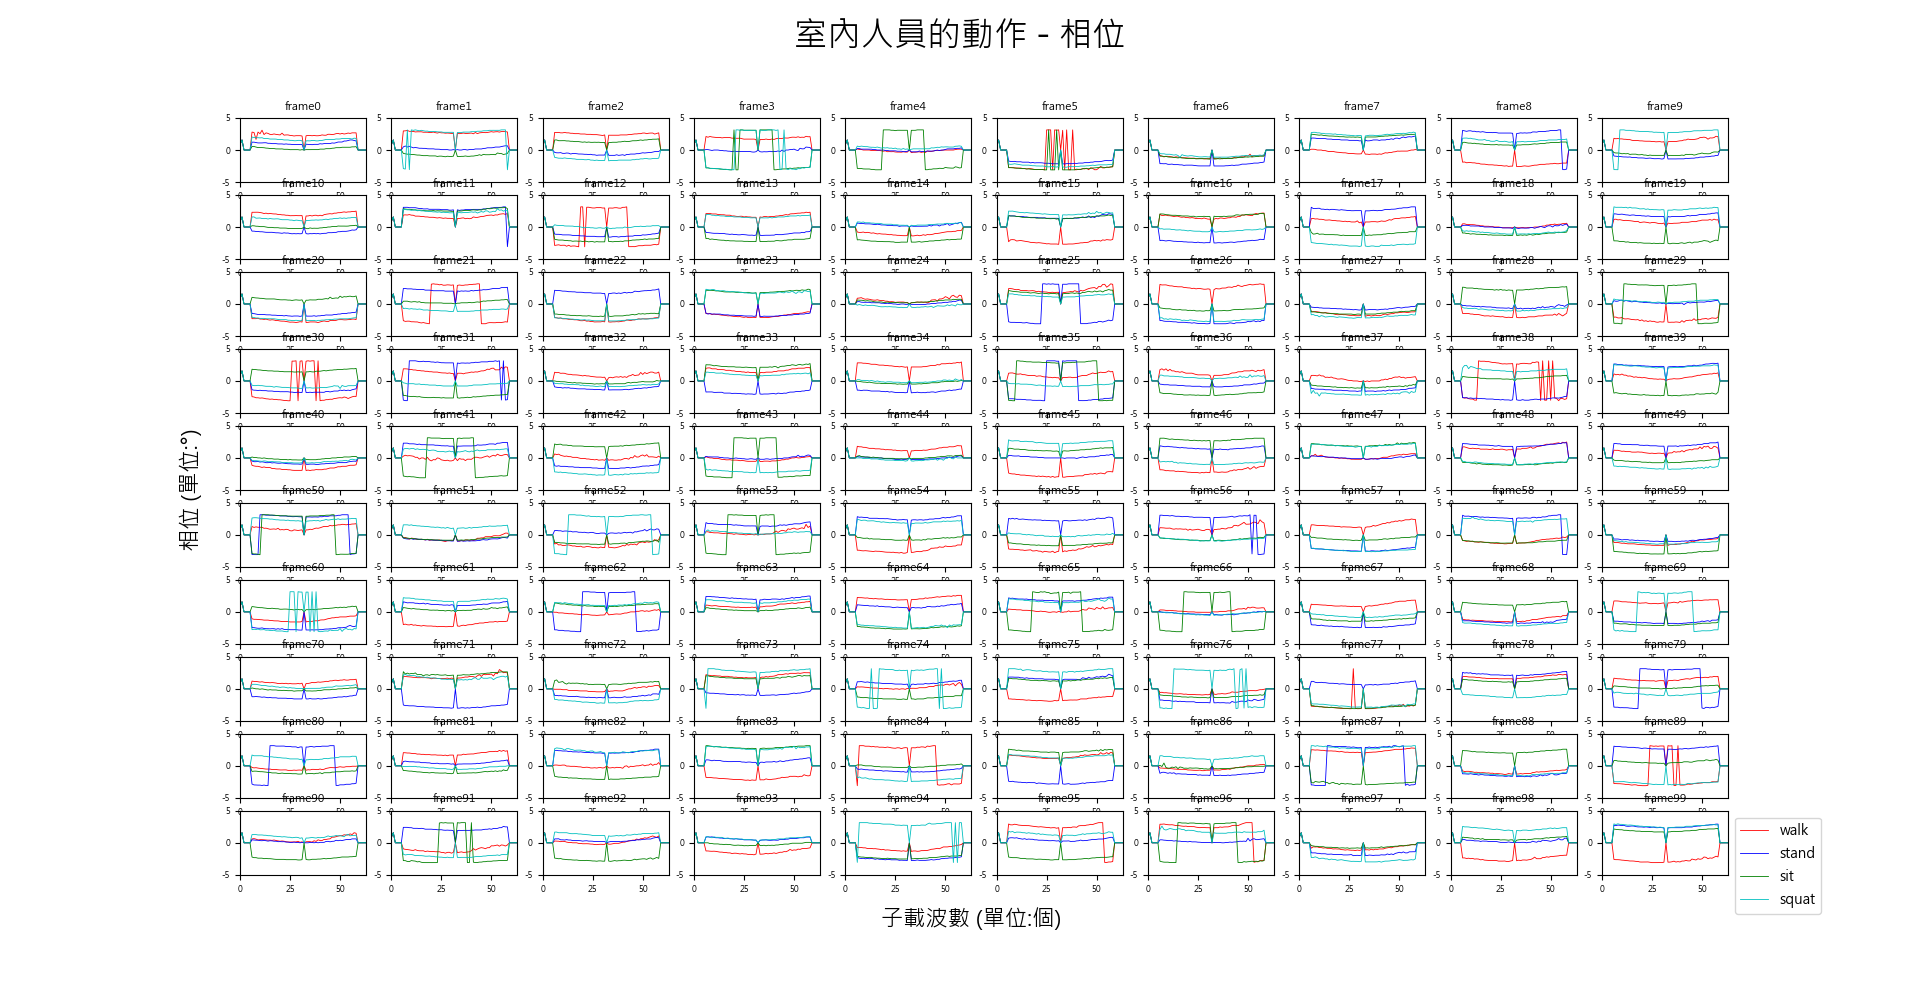 室內人員的動作 - 相位
frame0 frame1 frame2 frame3 frame4 frame5 frame6 frame7 frame8 frame9
frame10 frame11 frame12 frame13 frame14 frame15 frame16 frame17 frame18 frame19
frame20 frame21 frame22 frame23 frame24 frame25 frame26 frame27 frame28 frame29
frame30 frame31 frame32 frame33 frame34 frame35 frame36 frame37 frame38 frame39
frame40 frame41 frame42 frame43 frame44 frame45 frame46 frame47 frame48 frame49
frame50 frame51 frame52 frame53 frame54 frame55 frame56 frame57 frame58 frame59
frame60 frame61 frame62 frame63 frame64 frame65 frame66 frame67 frame68 frame69
frame70 frame71 frame72 frame73 frame74 frame75 frame76 frame77 frame78 frame79
frame80 frame81 frame82 frame83 frame84 frame85 frame86 frame87 frame88 frame89
frame90 frame91 frame92 frame93 frame94 frame95 frame96 frame97 frame98 frame99
5
0
-5
0 25 50
相位 (單位:°)
子載波數 (單位:個)
walk
stand
sit
squat